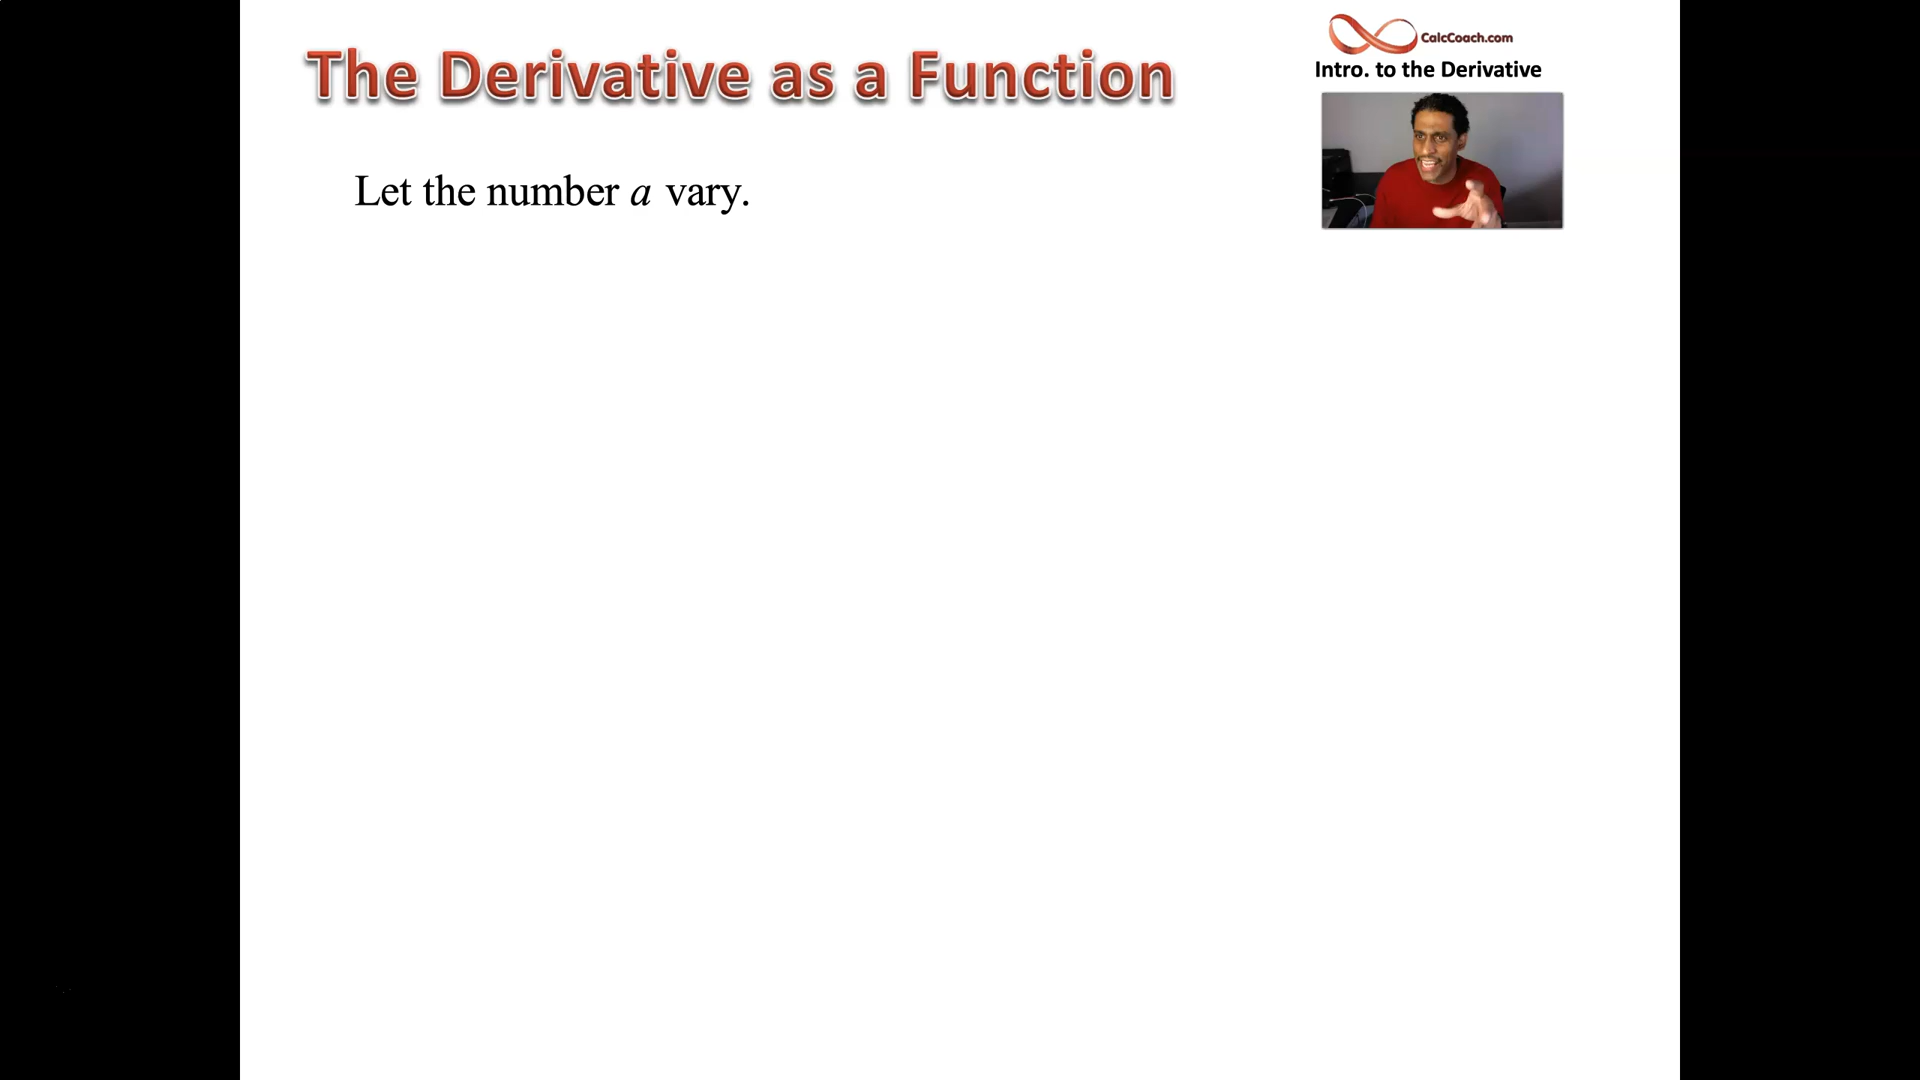 The Derivative as a Function
CalcCoach.com
Intro. to the Derivative
Let the number a vary.